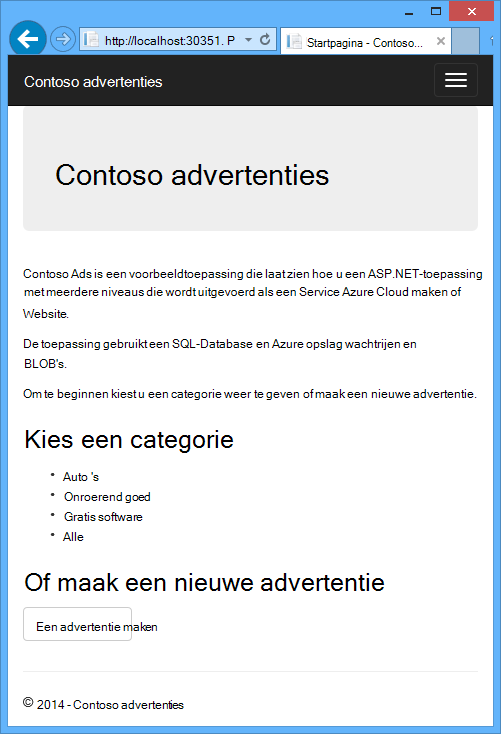 http://localhost:30351. P
Startpagina - Contoso...
Contoso advertenties
Contoso advertenties
Contoso Ads is een voorbeeldtoepassing die laat zien hoe u een ASP.NET-toepassing
met meerdere niveaus die wordt uitgevoerd als een Service Azure Cloud maken of
Website.
De toepassing gebruikt een SQL-Database en Azure opslag wachtrijen en
BLOB's.
Om te beginnen kiest u een categorie weer te geven of maak een nieuwe advertentie.
Kies een categorie
• Auto 's
• Onroerend goed
• Gratis software
• Alle
Of maak een nieuwe advertentie
Een advertentie maken
© 2014 - Contoso advertenties